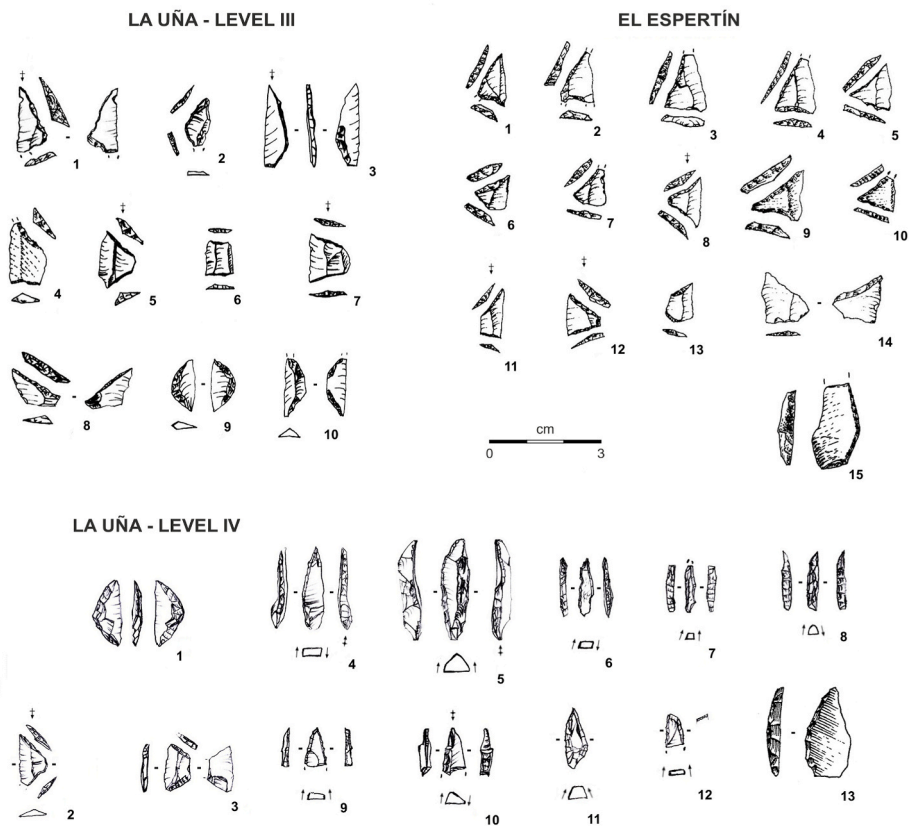 LA UÑA - LEVEL III
1 2 3
4 5 6 7
8 9 10
EL ESPERTÍN
1 2 3 4 5
6 7 8 9 10
11 12 13 14
15
cm
0 3
LA UÑA - LEVEL IV
1 4 5 6 7 8
2 3 9 10 11 12 13